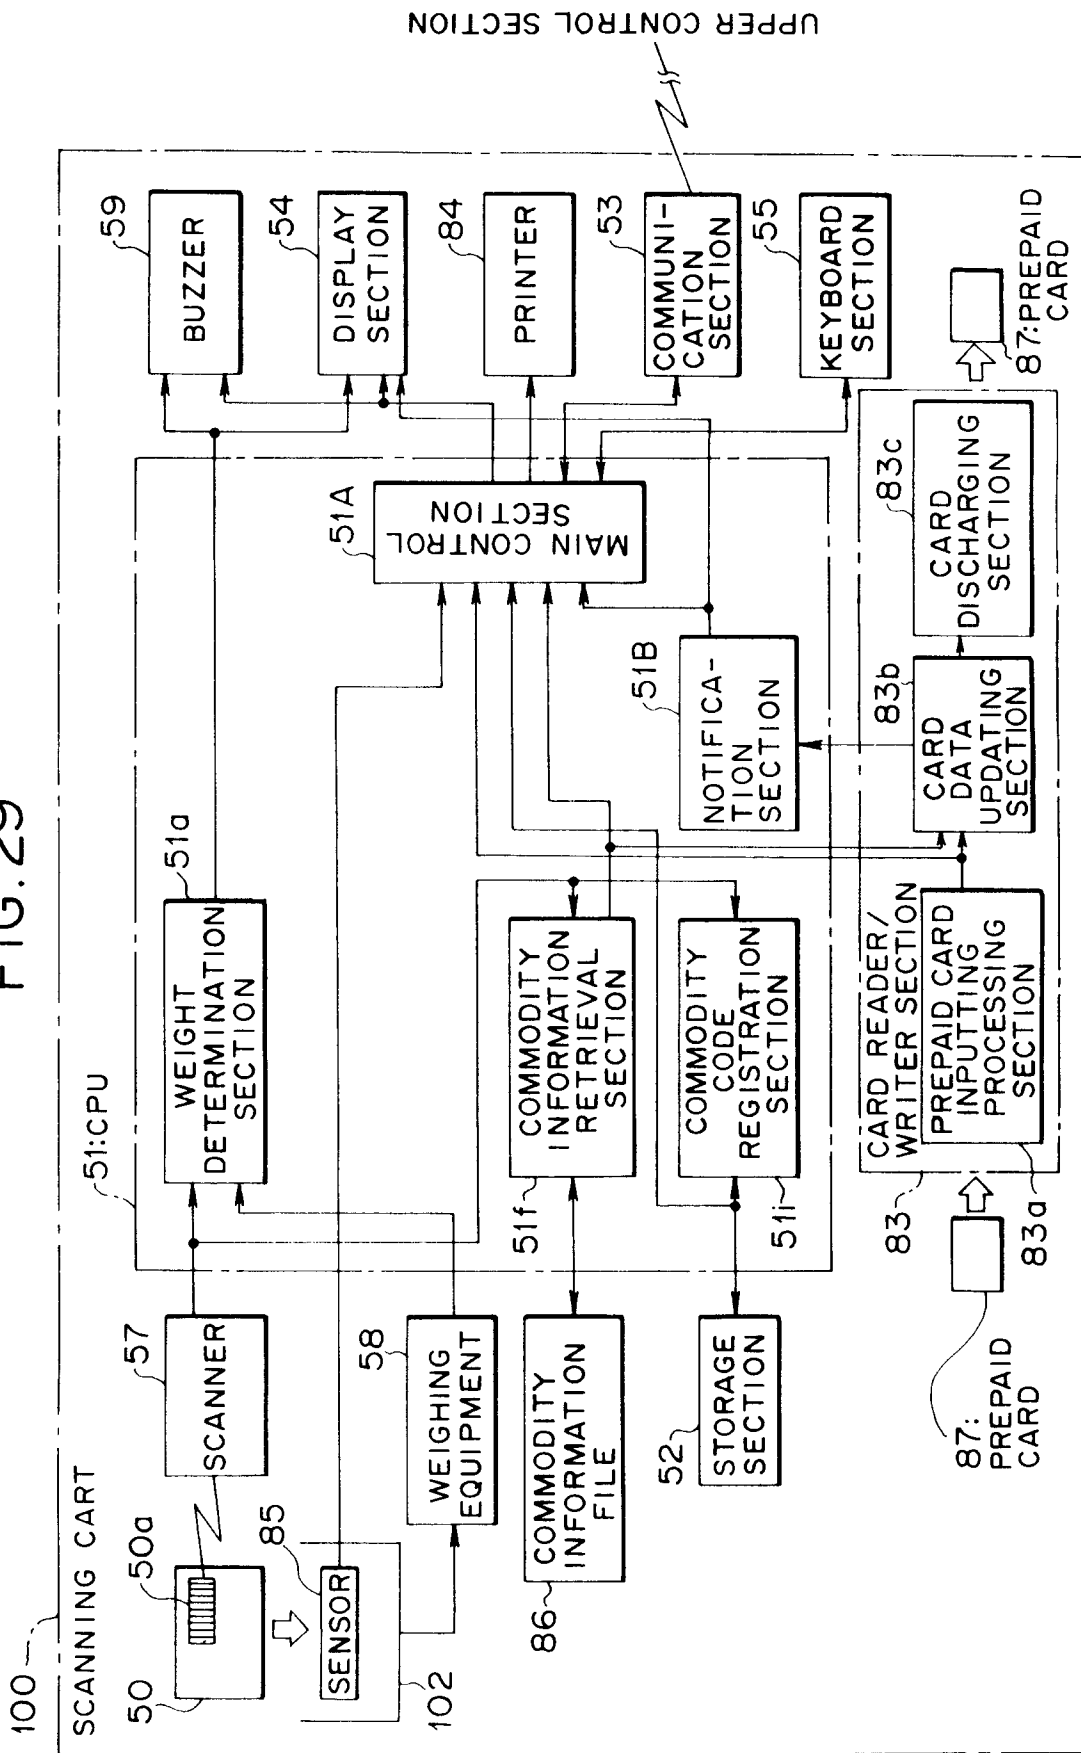 FIG. 29
100
SCANNING CART
50
50a
57
SCANNER
85
SENSOR
102
58
WEIGHING
EQUIPMENT
86
COMMODITY
INFORMATION
FILE
52
STORAGE
SECTION
51:CPU
51a
WEIGHT
DETERMINATION
SECTION
51f
COMMODITY
INFORMATION
RETRIEVAL
SECTION
51i
COMMODITY
CODE
REGISTRATION
SECTION
51A
MAIN CONTROL
SECTION
51B
NOTIFICA-
TION
SECTION
59
BUZZER
54
DISPLAY
SECTION
84
PRINTER
53
COMMUNI-
CATION
SECTION
55
KEYBOARD
SECTION
UPPER CONTROL SECTION
87:
PREPAID
CARD
83
CARD READER/
WRITER SECTION
83a
PREPAID CARD
INPUTTING
PROCESSING
SECTION
83b
CARD
DATA
UPDATING
SECTION
83c
CARD
DISCHARGING
SECTION
87:PREPAID
CARD